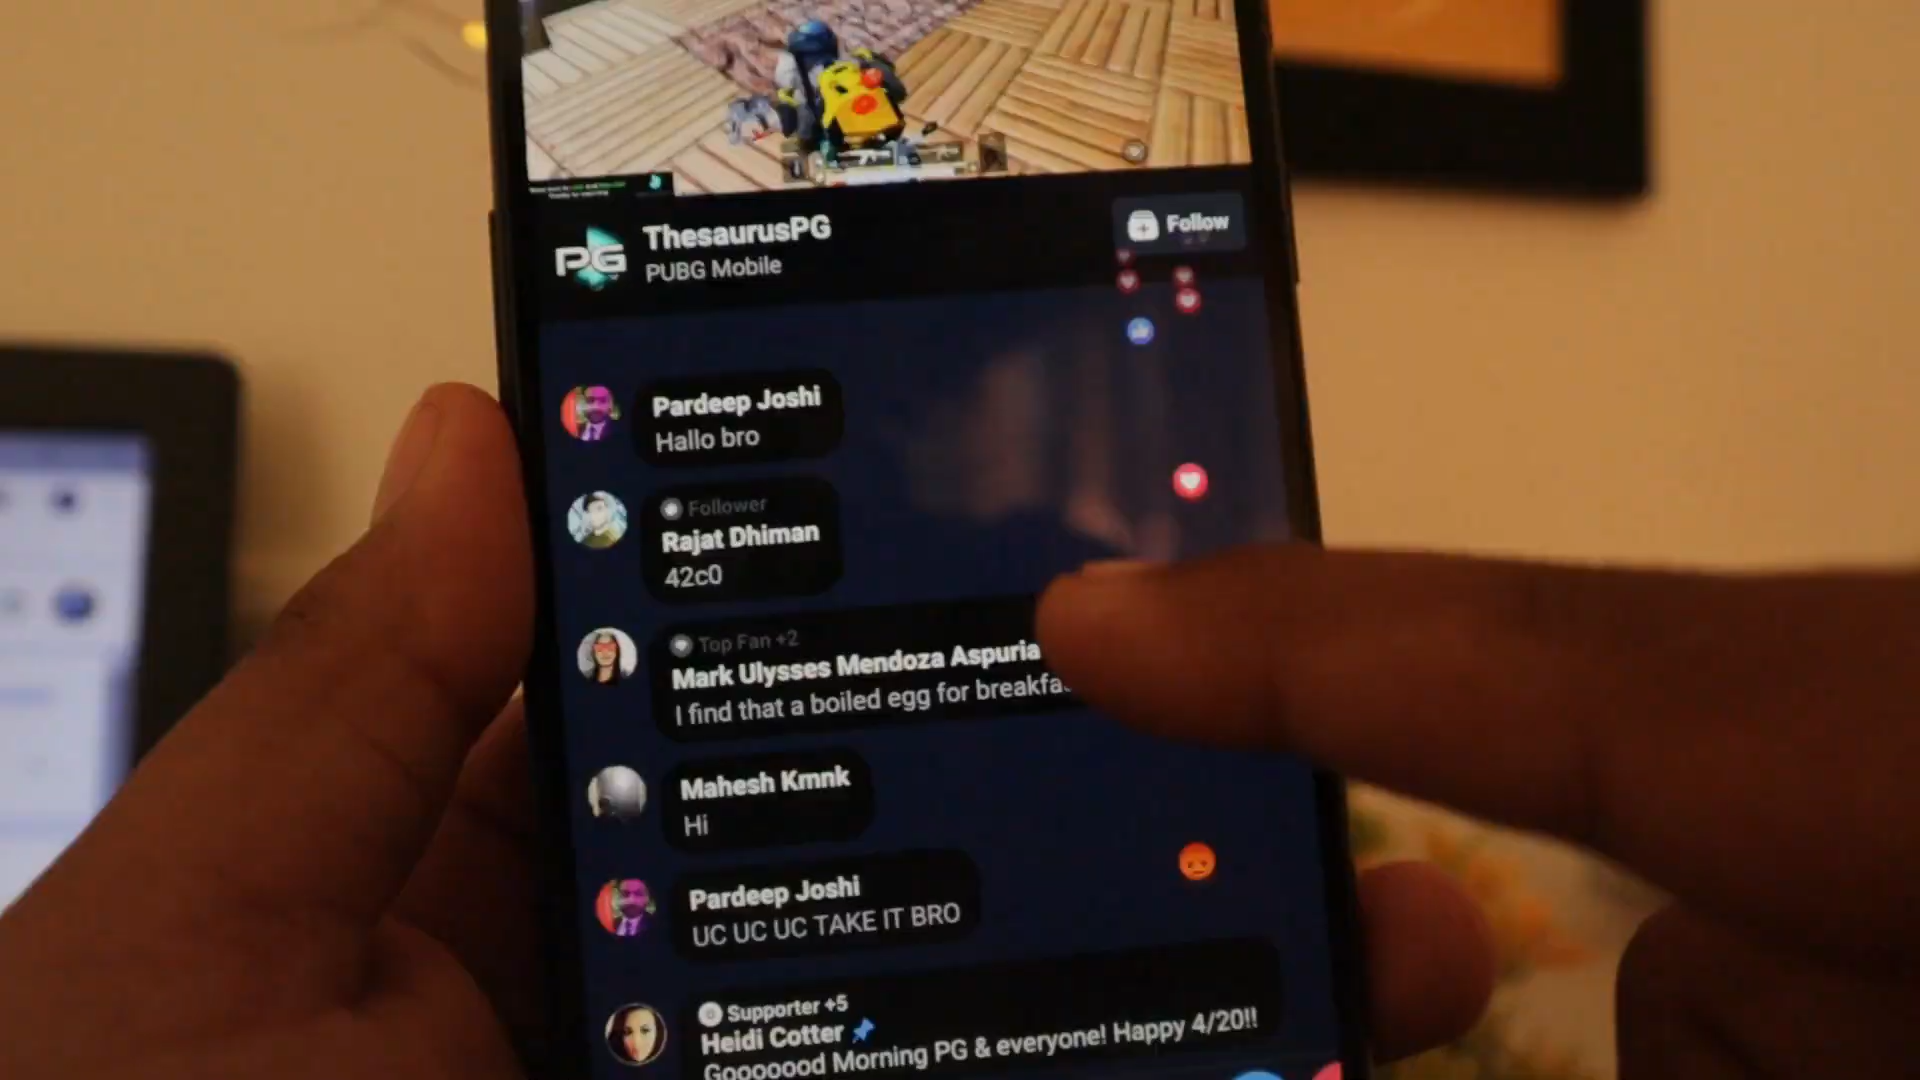 PG
ThesaurusPG
PUBG Mobile
Follow
Pardeep Joshi
Hallo bro
Follower
Rajat Dhiman
42c0
Top Fan +2
Mark Ulysses Mendoza Aspuria
I find that a boiled egg for
Mahesh Kmnk
Hi
Pardeep Joshi
UC UC UC TAKE IT BRO
Supporter +5
Heidi Cotter
Gooooood Morning PG & everyone! Happy 4/20!!